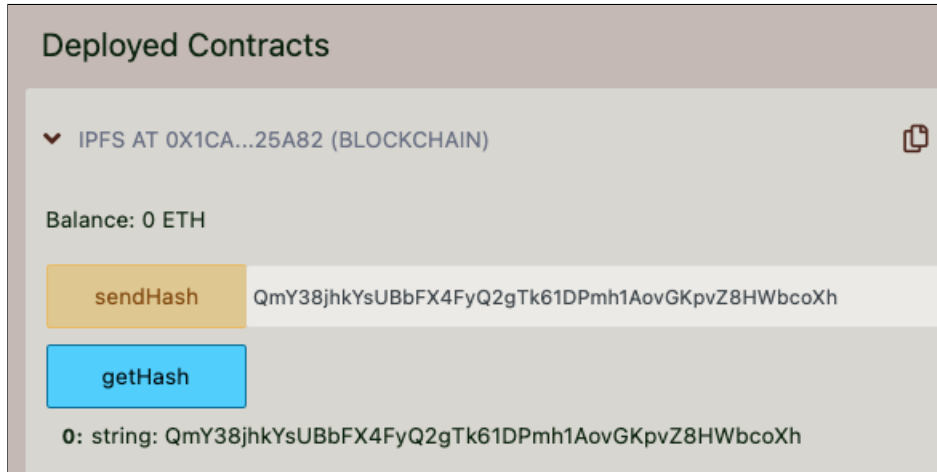 Deployed Contracts
IPFS AT 0X1CA...25A82 (BLOCKCHAIN)
Balance: 0 ETH
sendHash QmY38jhkYsUBbFX4FyQ2gTk61DPmh1AovGKpvZ8HWbcoXh
getHash
0: string: QmY38jhkYsUBbFX4FyQ2gTk61DPmh1AovGKpvZ8HWbcoXh